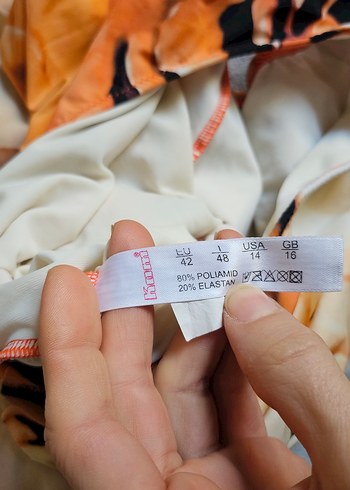 EU I USA GB
42 48 14 16
80% POLIAMID
20% ELASTAN